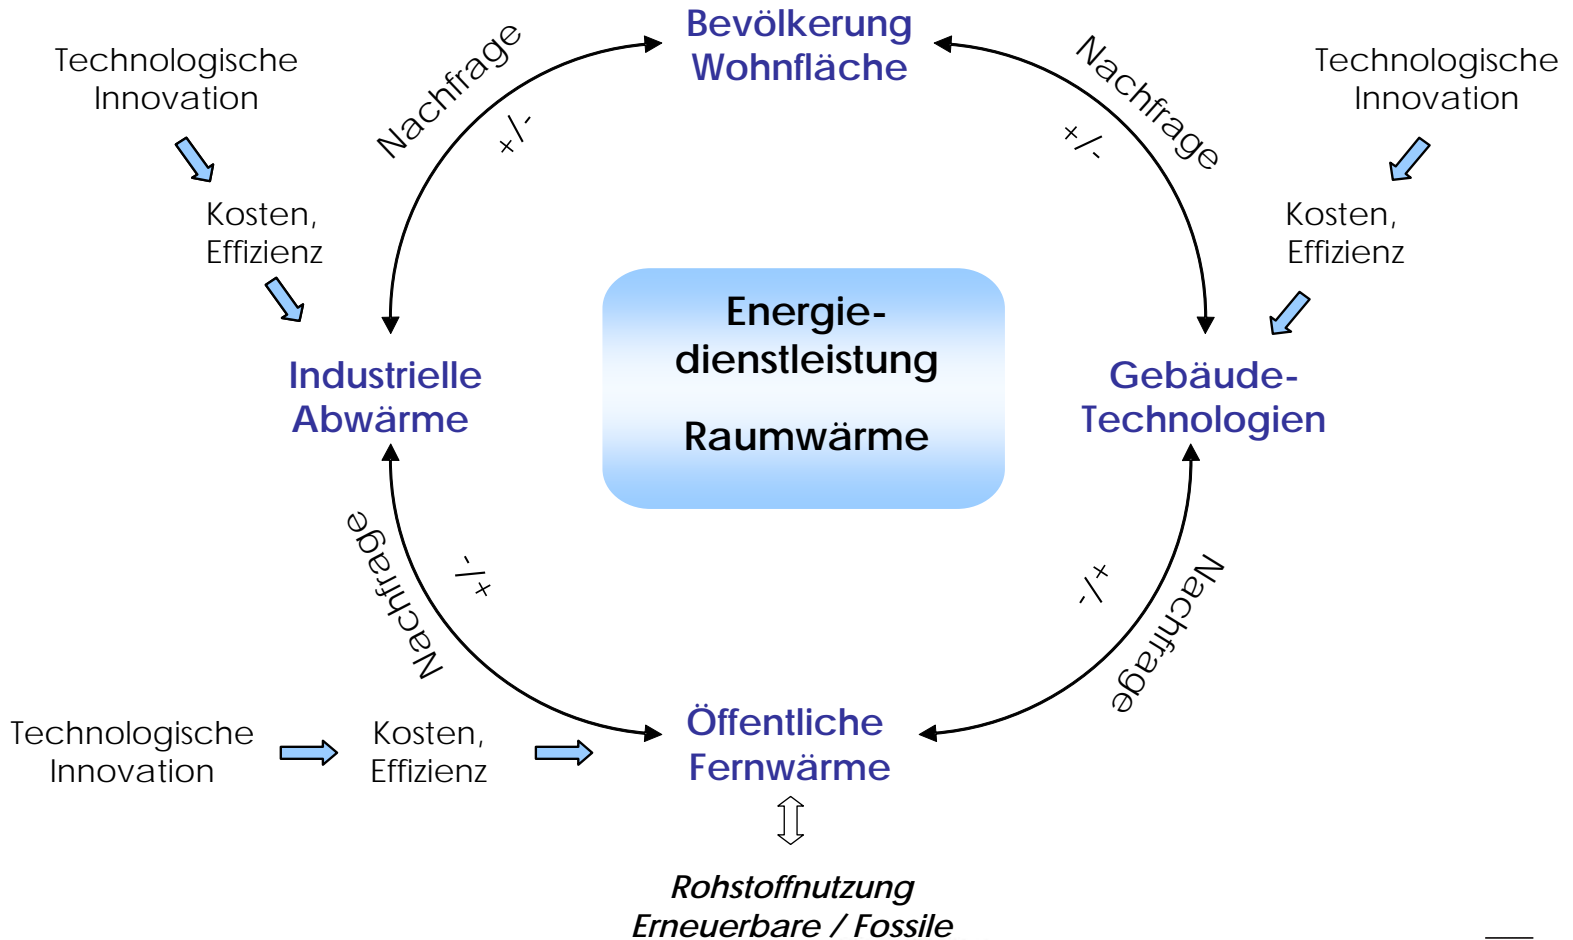 Bevölkerung
Wohnfläche
Technologische
Innovation
Nachfrage
+/-
Nachfrage
+/-
Technologische
Innovation
Kosten,
Effizienz
Kosten,
Effizienz
Energie-
dienstleistung
Raumwärme
Industrielle
Abwärme
Gebäude-
Technologien
Nachfrage
+/-
+/-
Nachfrage
Technologische
Innovation
Kosten,
Effizienz
Öffentliche
Fernwärme
Rohstoffnutzung
Erneuerbare / Fossile